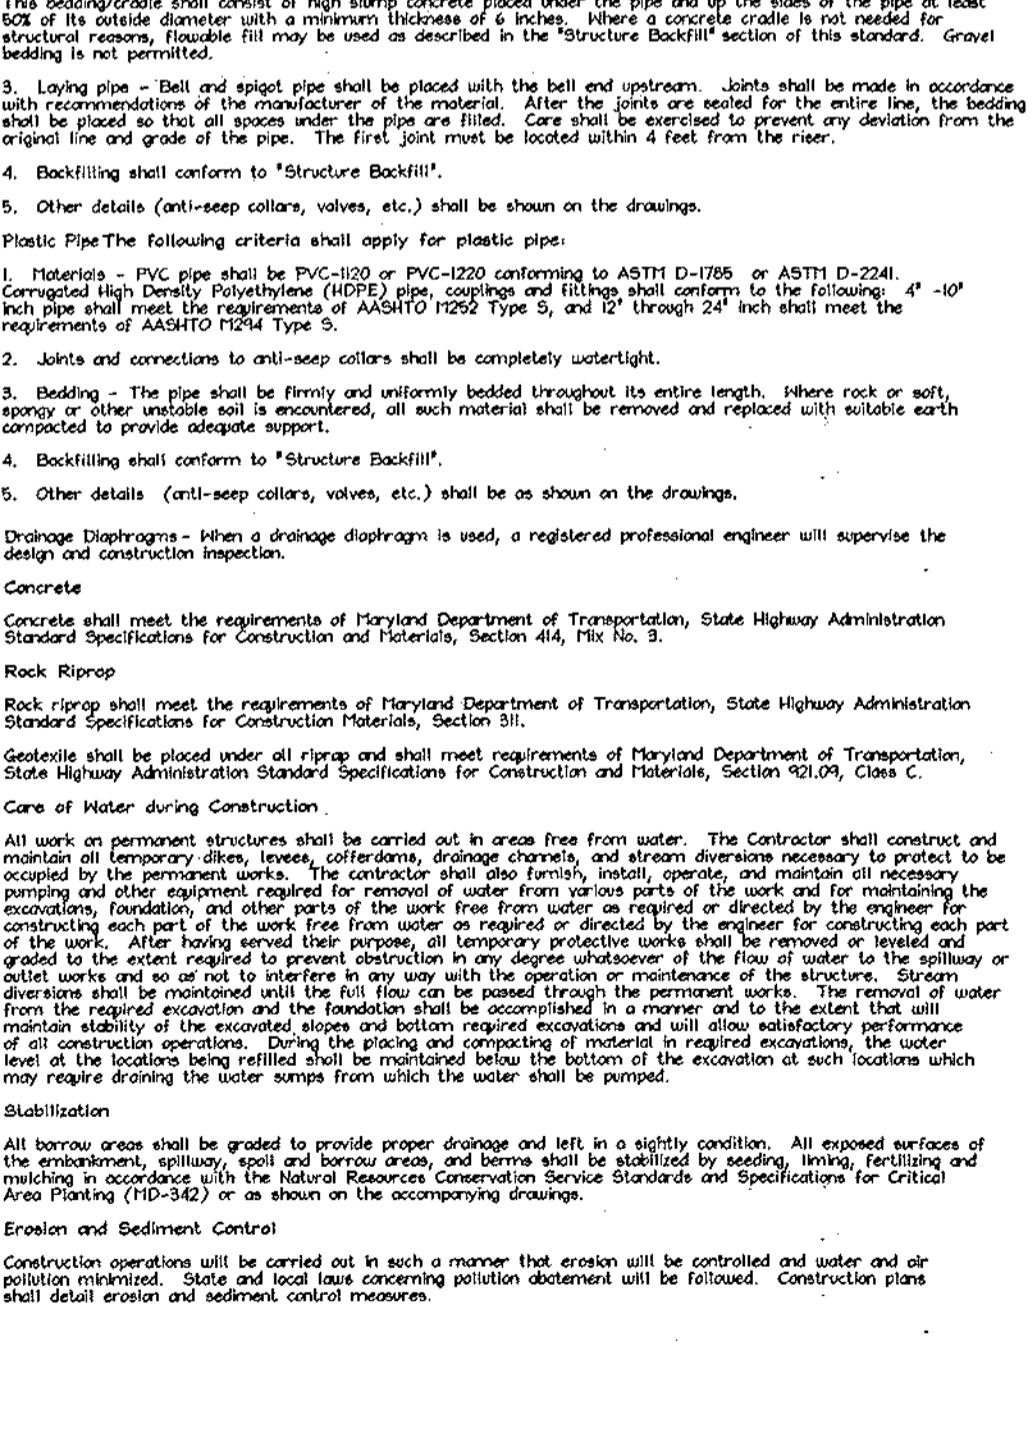 This bedding/cradle shall consist of high slump concrete placed under the pipe and up the sides of the pipe at least
50% of its outside diameter with a minimum thickness of 6 inches. Where a concrete cradle is not needed for
structural reasons, flowable fill may be used as described in the "Structure Backfill" section of this standard. Gravel
bedding is not permitted.
3. Laying pipe - Bell and spigot pipe shall be placed with the bell end upstream. Joints shall be made in accordance
with recommendations of the manufacturer of the material. After the joints are sealed for the entire line, the bedding
shall be placed so that all spaces under the pipe are filled. Care shall be exercised to prevent any deviation from the
original line and grade of the pipe. The first joint must be located within 4 feet from the riser.
4. Backfilling shall conform to "Structure Backfill".
5. Other details (anti-seep collars, valves, etc.) shall be shown on the drawings.
Plastic Pipe The following criteria shall apply for plastic pipe:
1. Materials - PVC pipe shall be PVC-1120 or PVC-1220 conforming to ASTM D-1785 or ASTM D-2241.
Corrugated High Density Polyethylene (HDPE) pipe, couplings and fittings shall conform to the following: 4" -10"
inch pipe shall meet the requirements of AASHTO M252 Type S, and 12" through 24" inch shall meet the
requirements of AASHTO M294 Type S.
2. Joints and connections to anti-seep collars shall be completely watertight.
3. Bedding - The pipe shall be firmly and uniformly bedded throughout its entire length. Where rock or soft,
spongy or other unstable soil is encountered, all such material shall be removed and replaced with suitable earth
compacted to provide adequate support.
4. Backfilling shall conform to "Structure Backfill".
5. Other details (anti-seep collars, valves, etc.) shall be as shown on the drawings.
Drainage Diaphragms - When a drainage diaphragm is used, a registered professional engineer will supervise the
design and construction inspection.
Concrete
Concrete shall meet the requirements of Maryland Department of Transportation, State Highway Administration
Standard Specifications for Construction and Materials, Section 414, Mix No. 3.
Rock Riprap
Rock riprap shall meet the requirements of Maryland Department of Transportation, State Highway Administration
Standard Specifications for Construction Materials, Section 311.
Geotexile shall be placed under all riprap and shall meet requirements of Maryland Department of Transportation,
State Highway Administration Standard Specifications for Construction and Materials, Section 921.09, Class C.
Care of Water during Construction
All work on permanent structures shall be carried out in areas free from water. The Contractor shall construct and
maintain all temporary dikes, levees, cofferdams, drainage channels, and stream diversions necessary to protect to be
occupied by the permanent works. The contractor shall also furnish, install, operate, and maintain all necessary
pumping and other equipment required for removal of water from various parts of the work and for maintaining the
excavations, foundation, and other parts of the work free from water as required or directed by the engineer for
constructing each part of the work free from water as required or directed by the engineer for constructing each part
of the work. After having served their purpose, all temporary protective works shall be removed or leveled and
graded to the extent required to prevent obstruction in any degree whatsoever of the flow of water to the spillway or
outlet works and so as not to interfere in any way with the operation or maintenance of the structure. Stream
diversions shall be maintained until the full flow can be passed through the permanent works. The removal of water
from the required excavation and the foundation shall be accomplished in a manner and to the extent that will
maintain stability of the excavated slopes and bottom required excavations and will allow satisfactory performance
of all construction operations. During the placing and compacting of material in required excavations, the water
level at the locations being refilled shall be maintained below the bottom of the excavation at such locations which
may require draining the water sumps from which the water shall be pumped.
Stabilization
All borrow areas shall be graded to provide proper drainage and left in a sightly condition. All exposed surfaces of
the embankment, spillway, spoil and borrow areas, and berms shall be stabilized by seeding, liming, fertilizing and
mulching in accordance with the Natural Resources Conservation Service Standards and Specifications for Critical
Area Planting (MD-342) or as shown on the accompanying drawings.
Erosion and Sediment Control
Construction operations will be carried out in such a manner that erosion will be controlled and water and air
pollution minimized. State and local laws concerning pollution abatement will be followed. Construction plans
shall detail erosion and sediment control measures.